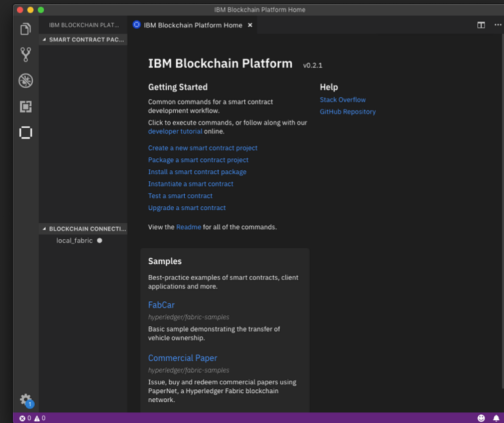 IBM Blockchain Platform Home
IBM BLOCKCHAIN PLAT...
IBM Blockchain Platform Home ×
SMART CONTRACT PAC...
IBM Blockchain Platform v0.2.1
Getting Started
Common commands for a smart contract
development workflow.
Click to execute commands, or follow along with our
developer tutorial online.
Create a new smart contract project
Package a smart contract project
Install a smart contract package
Instantiate a smart contract
Test a smart contract
Upgrade a smart contract
View the Readme for all of the commands.
Help
Stack Overflow
GitHub Repository
BLOCKCHAIN CONNECTI...
local_fabric
Samples
Best-practice examples of smart contracts, client
applications and more.
FabCar
hyperledger/fabric-samples
Basic sample demonstrating the transfer of
vehicle ownership.
Commercial Paper
hyperledger/fabric-samples
Issue, buy and redeem commercial papers using
PaperNet, a Hyperledger Fabric blockchain
network.
1
0 0